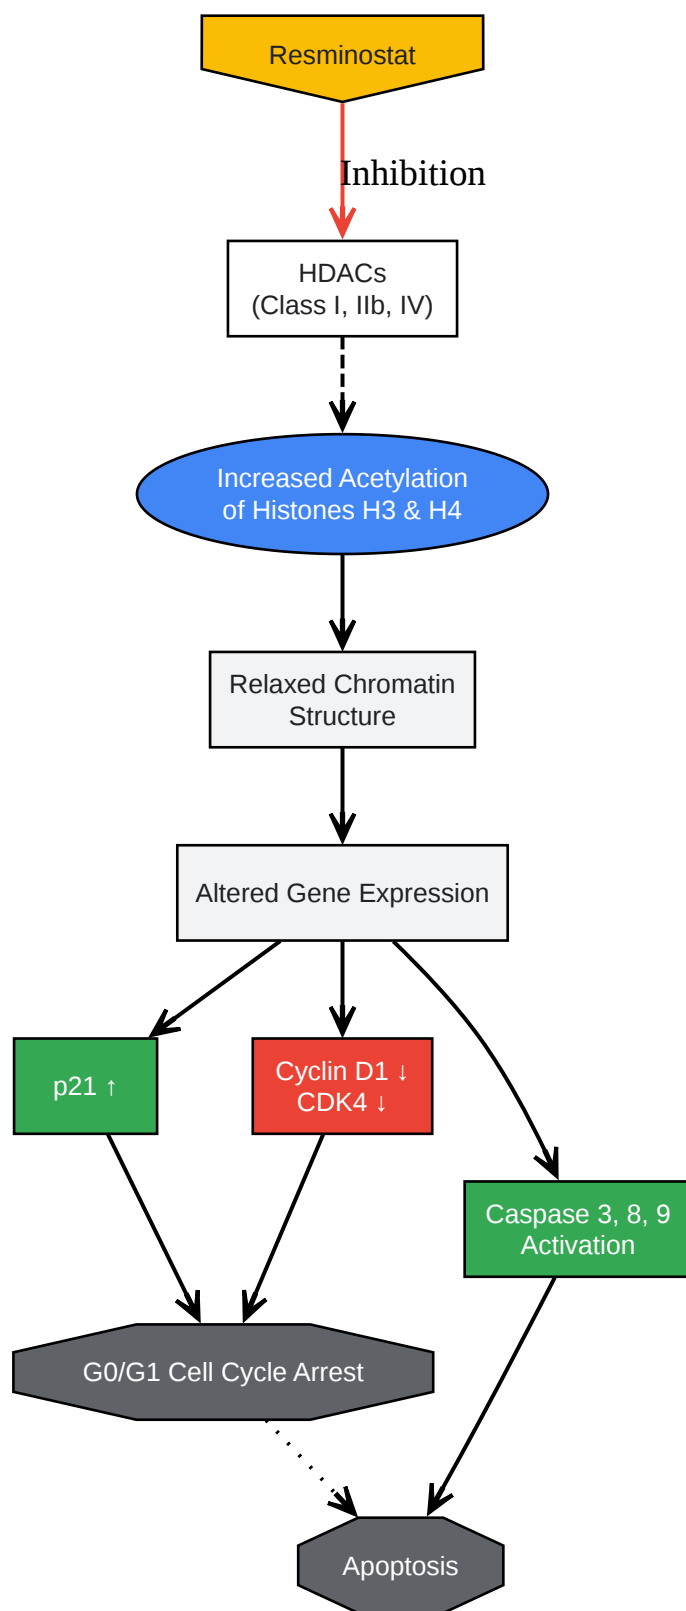 Resminostat
Inhibition
HDACs
(Class I, IIb, IV)
Increased Acetylation
of Histones H3 & H4
Relaxed Chromatin
Structure
Altered Gene Expression
p21 ↑
Cyclin D1 ↓
CDK4 ↓
Caspase 3, 8, 9
Activation
G0/G1 Cell Cycle Arrest
Apoptosis